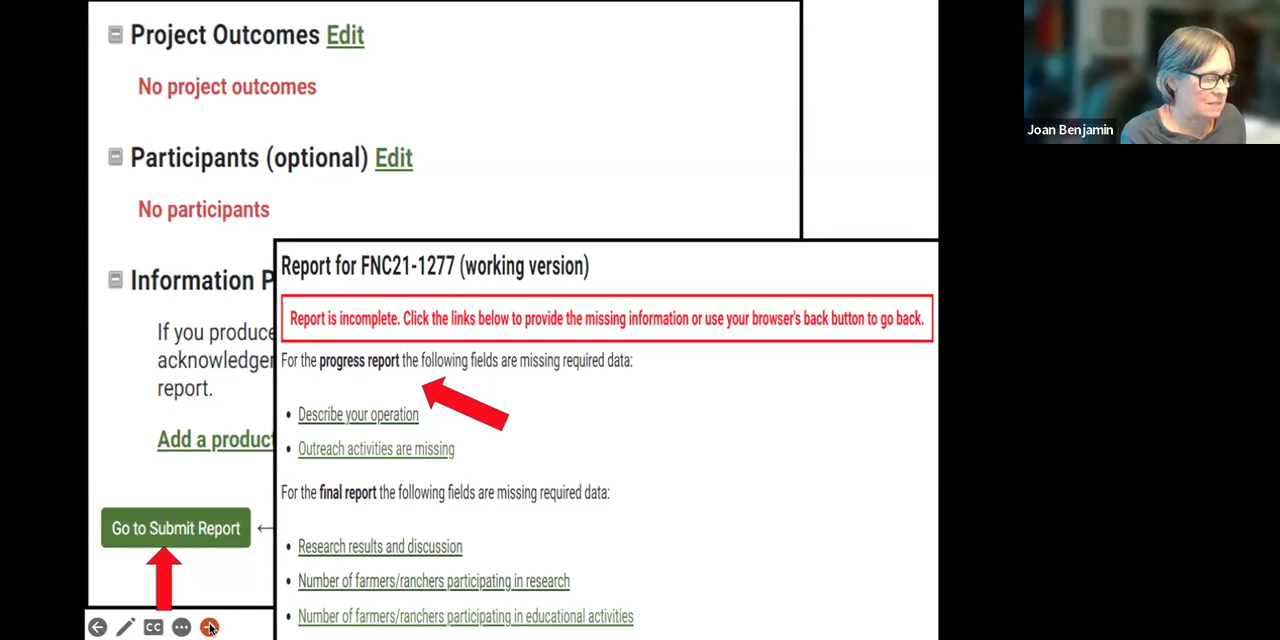 Project Outcomes Edit
No project outcomes
Participants (optional) Edit
No participants
Information P
If you produce
acknowledger
report.
Add a product
Go to Submit Report
Report for FNC21-1277 (working version)
Report is incomplete. Click the links below to provide the missing information or use your browser's back button to go back.
For the progress report the following fields are missing required data:
Describe your operation
Outreach activities are missing
For the final report the following fields are missing required data:
Research results and discussion
Number of farmers/ranchers participating in research
Number of farmers/ranchers participating in educational activities
CC
Joan Benjamin